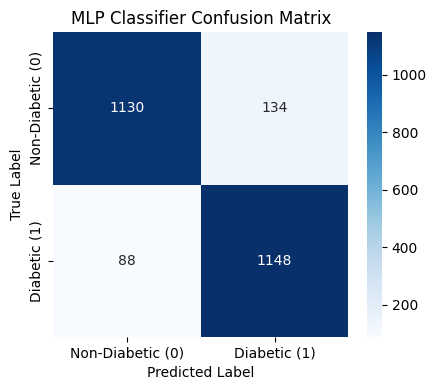 MLP Classifier Confusion Matrix
True Label
Non-Diabetic (0)
1130
134
Diabetic (1)
88
1148
Non-Diabetic (0)
Diabetic (1)
Predicted Label
1000
800
600
400
200